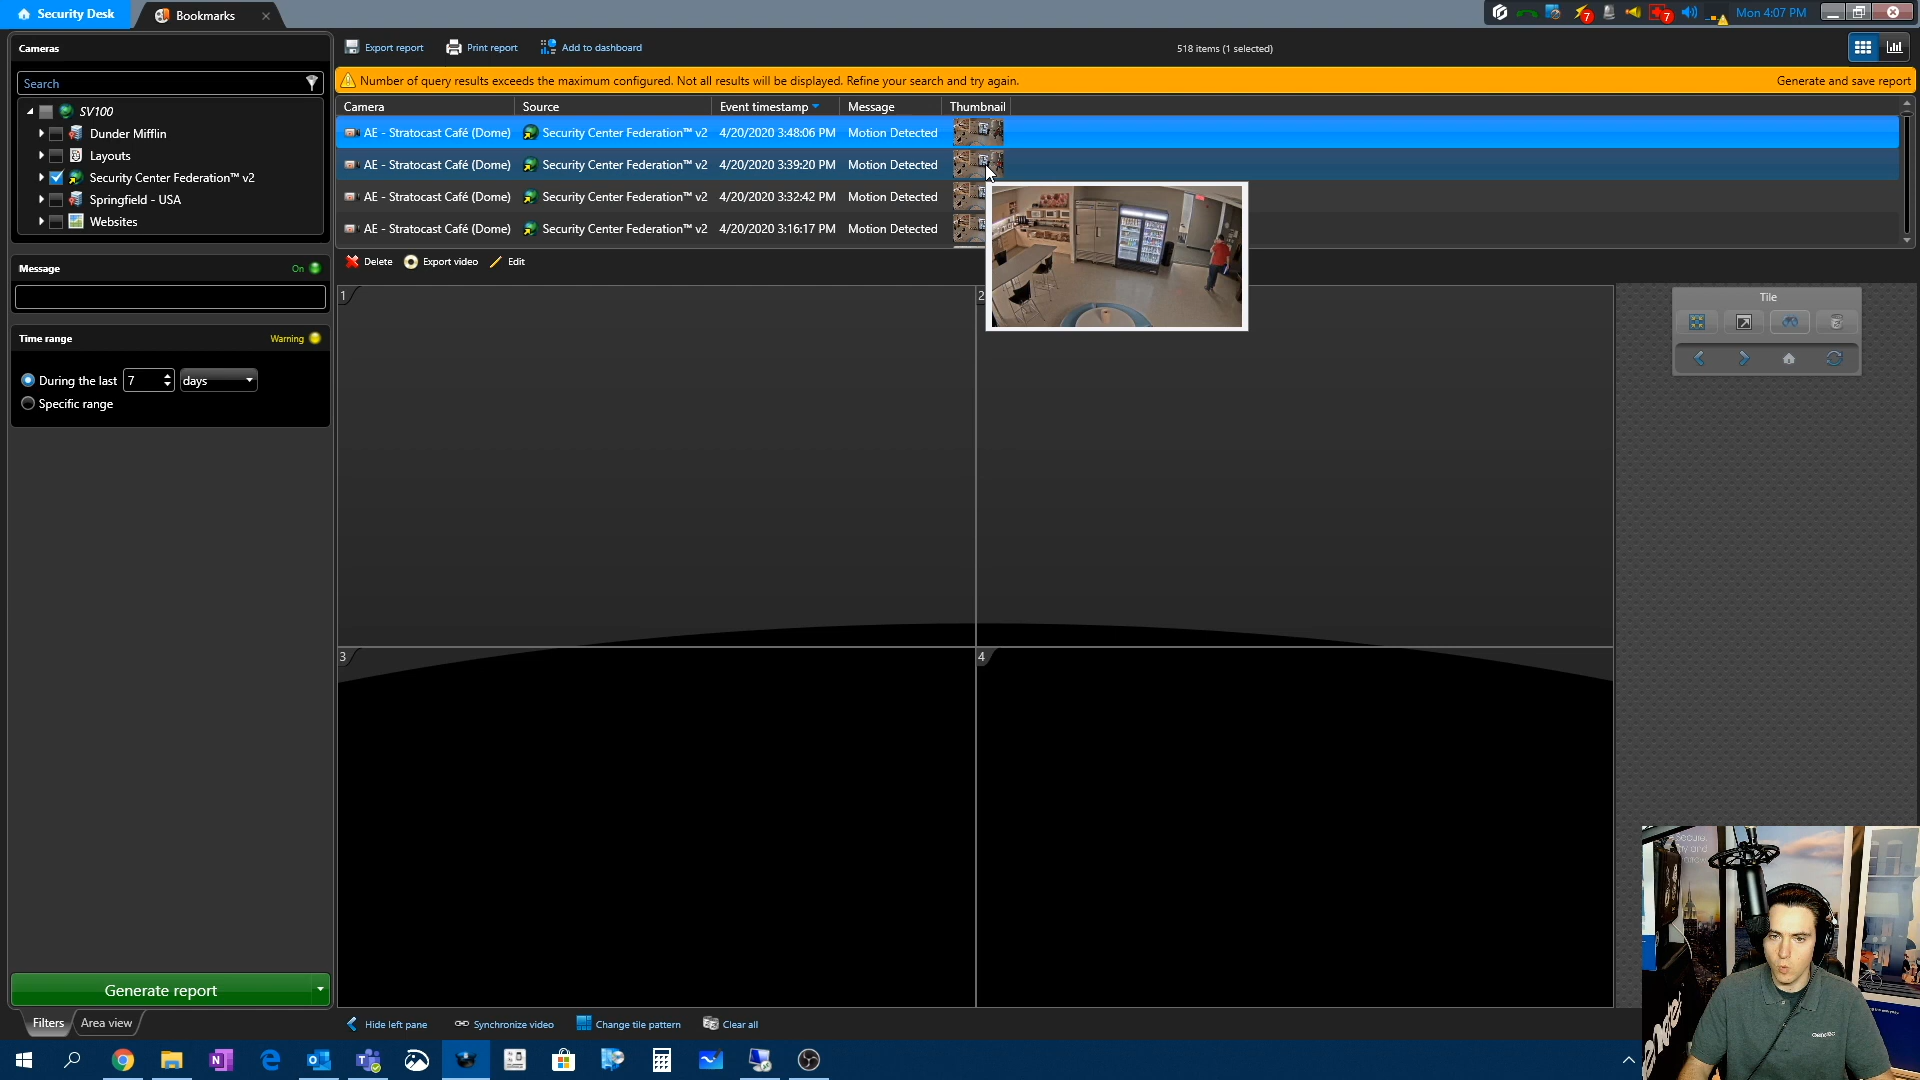 Security Desk
Bookmarks
7
7
Mon 4:07 PM
Cameras
Search
SV100
Dunder Mifflin
Layouts
Security Center Federation™ v2
Springfield - USA
Websites
Message
On
Time range
Warning
During the last 7 days
Specific range
Generate report
Filters
Area view
Export report
Print report
Add to dashboard
518 items (1 selected)
Number of query results exceeds the maximum configured. Not all results will be displayed. Refine your search and try again.
Generate and save report
Camera Source Event timestamp Message Thumbnail
AE - Stratocast Café (Dome) Security Center Federation™ v2 4/20/2020 3:48:06 PM Motion Detected
AE - Stratocast Café (Dome) Security Center Federation™ v2 4/20/2020 3:39:20 PM Motion Detected
AE - Stratocast Café (Dome) Security Center Federation™ v2 4/20/2020 3:32:42 PM Motion Detected
AE - Stratocast Café (Dome) Security Center Federation™ v2 4/20/2020 3:16:17 PM Motion Detected
Delete
Export video
Edit
1
2
3
4
Tile
Hide left pane
Synchronize video
Change tile pattern
Clear all